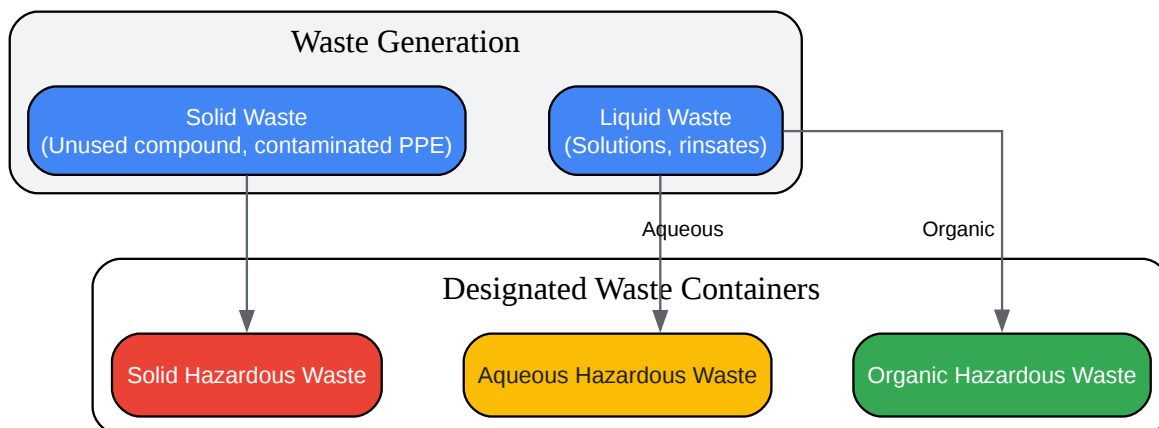 Waste Generation
Solid Waste
(Unused compound, contaminated PPE)
Liquid Waste
(Solutions, rinsates)
Aqueous
Organic
Designated Waste Containers
Solid Hazardous Waste
Aqueous Hazardous Waste
Organic Hazardous Waste